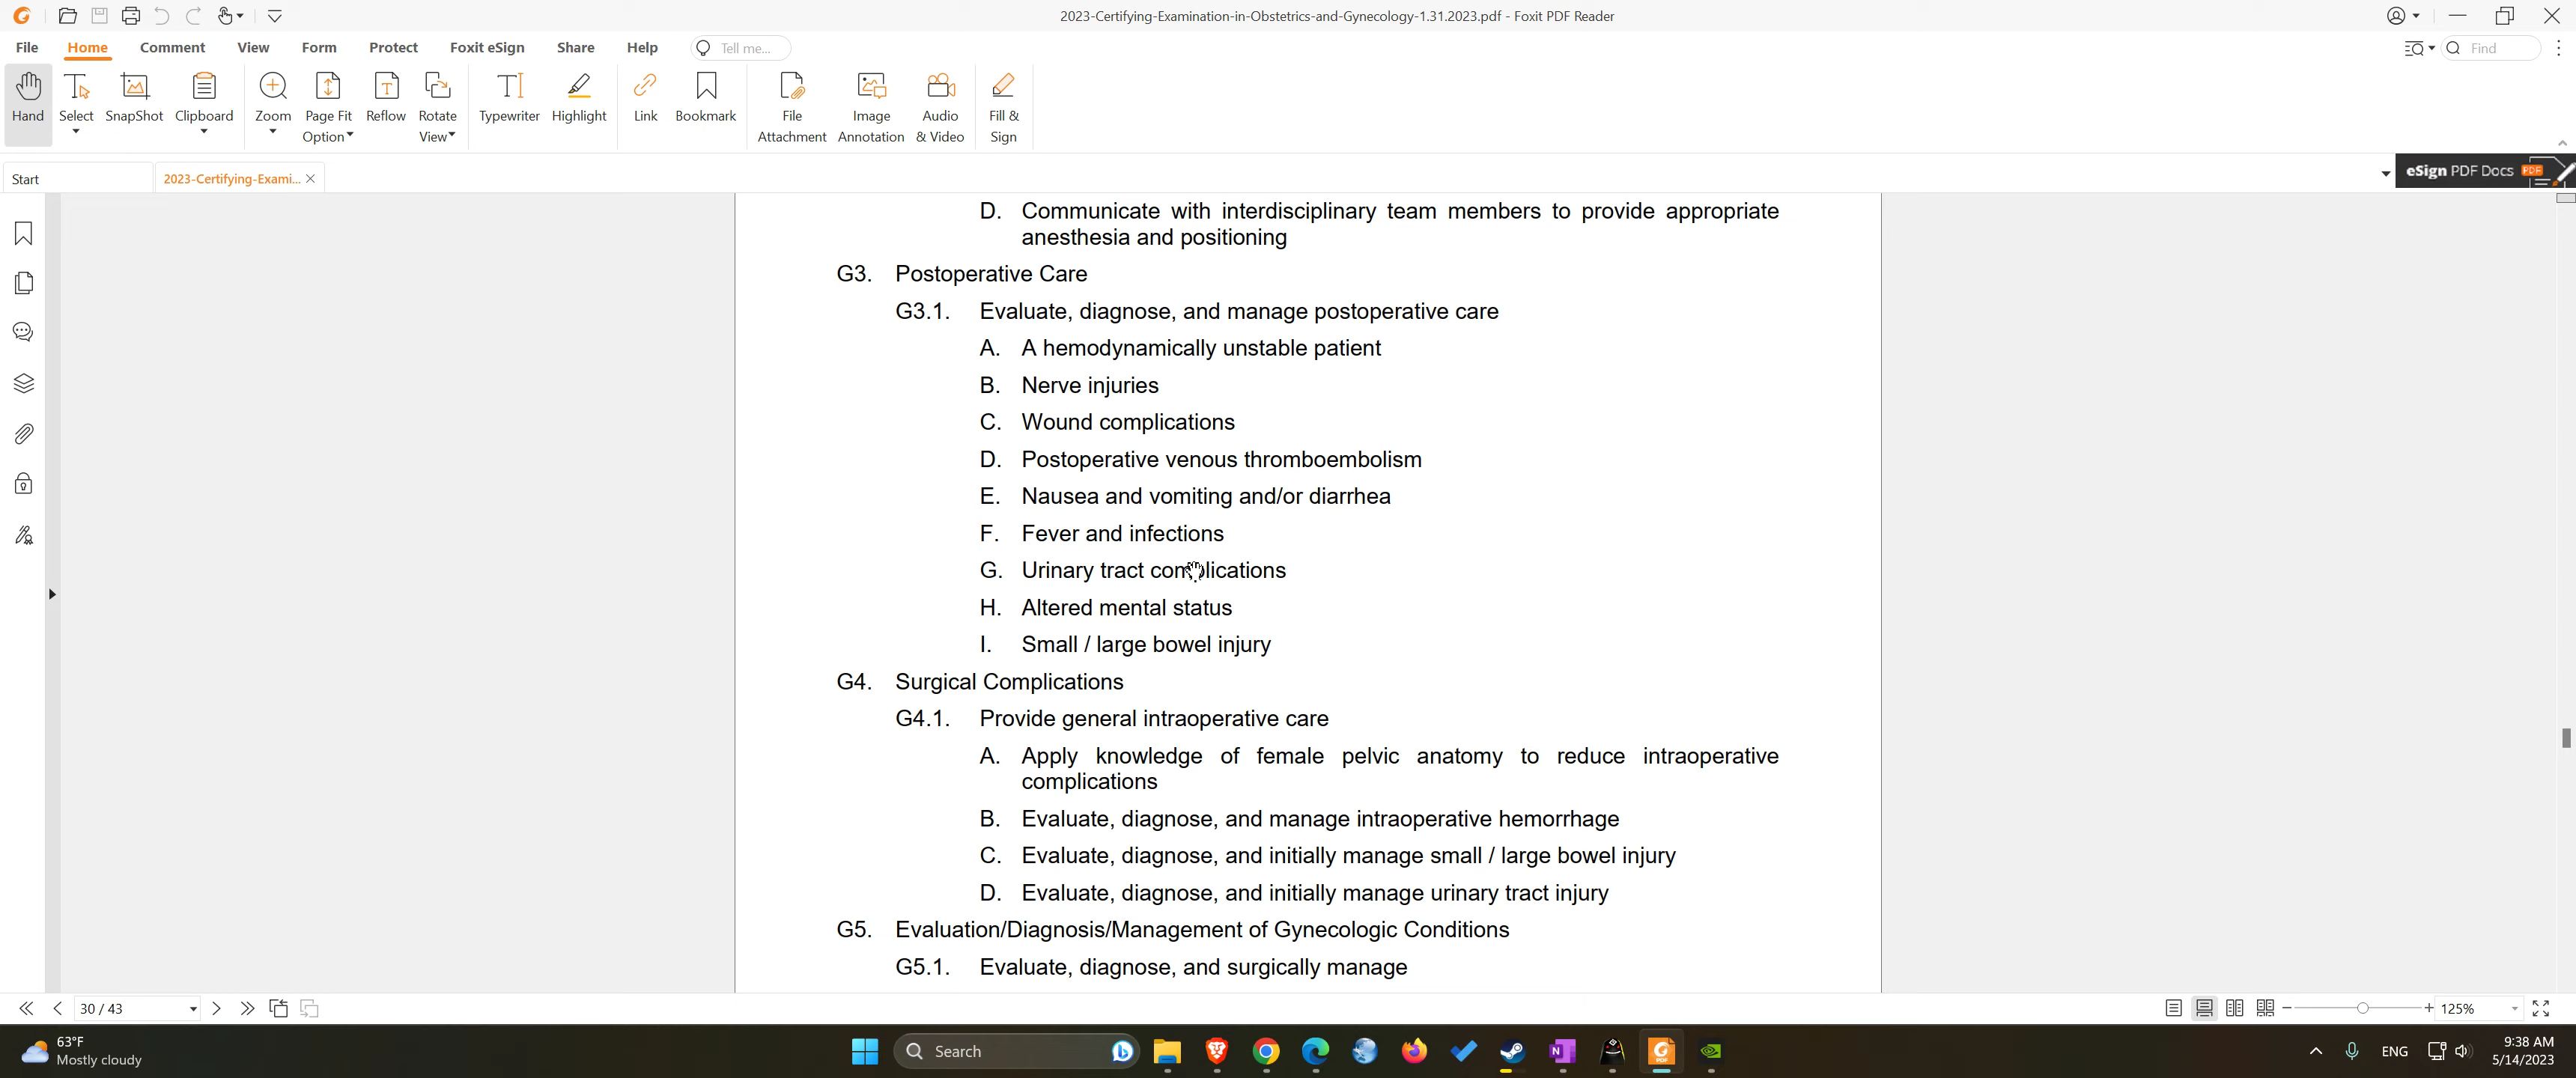 2023-Certifying-Examination-in-Obstetrics-and-Gynecology-1.31.2023.pdf - Foxit PDF Reader
File Home Comment View Form Protect Foxit eSign Share Help Tell me... Find
Hand Select SnapShot Clipboard Zoom Page Fit Option Reflow Rotate View Typewriter Highlight Link Bookmark File Attachment Image Annotation Audio & Video Fill & Sign
Start 2023-Certifying-Exami... eSign PDF Docs PDF
D. Communicate with interdisciplinary team members to provide appropriate
anesthesia and positioning
G3. Postoperative Care
G3.1. Evaluate, diagnose, and manage postoperative care
A. A hemodynamically unstable patient
B. Nerve injuries
C. Wound complications
D. Postoperative venous thromboembolism
E. Nausea and vomiting and/or diarrhea
F. Fever and infections
G. Urinary tract complications
H. Altered mental status
I. Small / large bowel injury
G4. Surgical Complications
G4.1. Provide general intraoperative care
A. Apply knowledge of female pelvic anatomy to reduce intraoperative
complications
B. Evaluate, diagnose, and manage intraoperative hemorrhage
C. Evaluate, diagnose, and initially manage small / large bowel injury
D. Evaluate, diagnose, and initially manage urinary tract injury
G5. Evaluation/Diagnosis/Management of Gynecologic Conditions
G5.1. Evaluate, diagnose, and surgically manage
30 / 43 125%
63°F
Mostly cloudy
Search
ENG
9:38 AM
5/14/2023